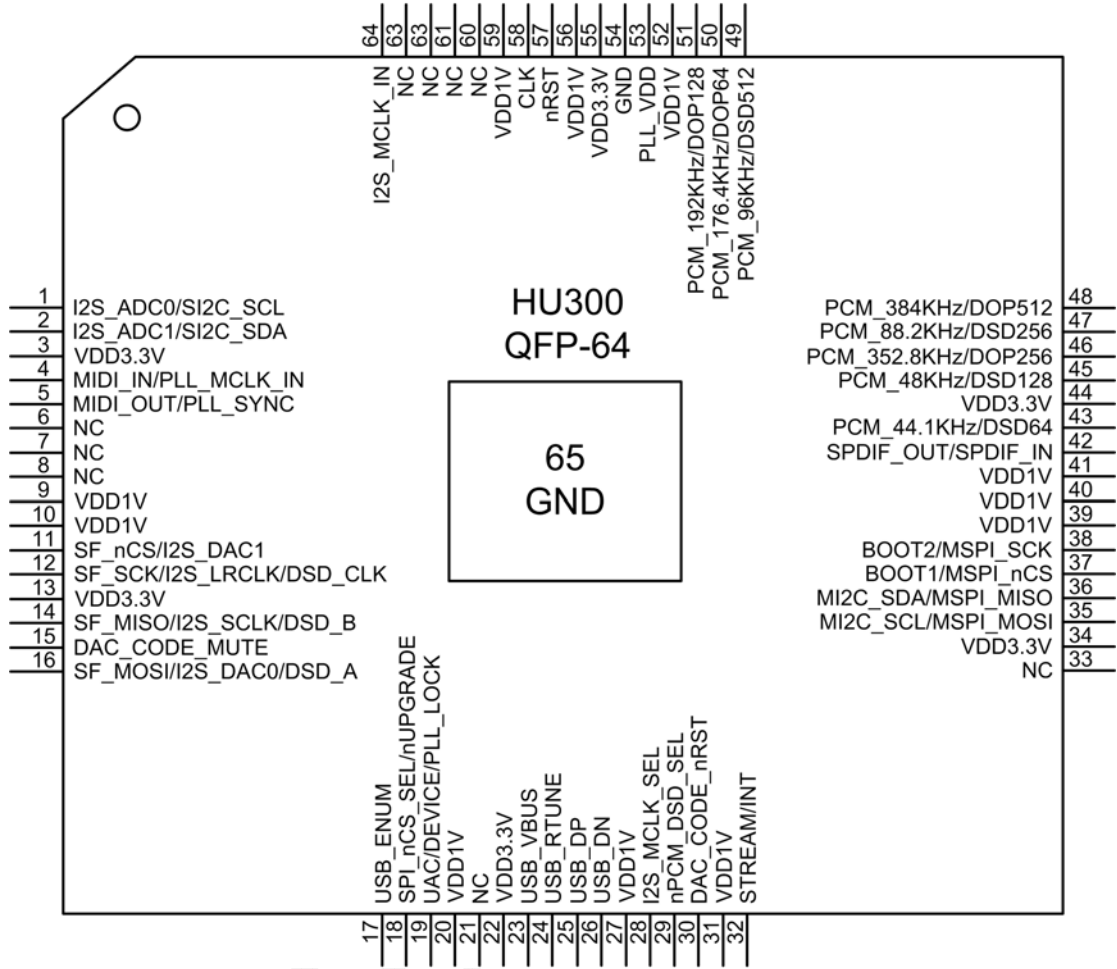 64
63
63
61
60
59
58
57
56
55
54
53
52
51
50
49
I2S_MCLK_IN
NC
NC
NC
NC
VDD1V
CLK
nRST
VDD1V
VDD3.3V
GND
PLL_VDD
VDD1V
PCM_192KHz/DOP128
PCM_176.4KHz/DOP64
PCM_96KHz/DSD512
HU300
QFP-64
65
GND
1 I2S_ADC0/SI2C_SCL
2 I2S_ADC1/SI2C_SDA
3 VDD3.3V
4 MIDI_IN/PLL_MCLK_IN
5 MIDI_OUT/PLL_SYNC
6 NC
7 NC
8 NC
9 VDD1V
10 VDD1V
11 SF_nCS/I2S_DAC1
12 SF_SCK/I2S_LRCLK/DSD_CLK
13 VDD3.3V
14 SF_MISO/I2S_SCLK/DSD_B
15 DAC_CODE_MUTE
16 SF_MOSI/I2S_DAC0/DSD_A
PCM_384KHz/DOP512 48
PCM_88.2KHz/DSD256 47
PCM_352.8KHz/DOP256 46
PCM_48KHz/DSD128 45
VDD3.3V 44
PCM_44.1KHz/DSD64 43
SPDIF_OUT/SPDIF_IN 42
VDD1V 41
VDD1V 40
VDD1V 39
BOOT2/MSPI_SCK 38
BOOT1/MSPI_nCS 37
MI2C_SDA/MSPI_MISO 36
MI2C_SCL/MSPI_MOSI 35
VDD3.3V 34
NC 33
USB_ENUM
SPI_nCS_SEL/nUPGRADE
UAC/DEVICE/PLL_LOCK
VDD1V
NC
VDD3.3V
USB_VBUS
USB_RTUNE
USB_DP
USB_DN
VDD1V
I2S_MCLK_SEL
nPCM_DSD_SEL
DAC_CODE_nRST
VDD1V
STREAM/INT
17
18
19
20
21
22
23
24
25
26
27
28
29
30
31
32